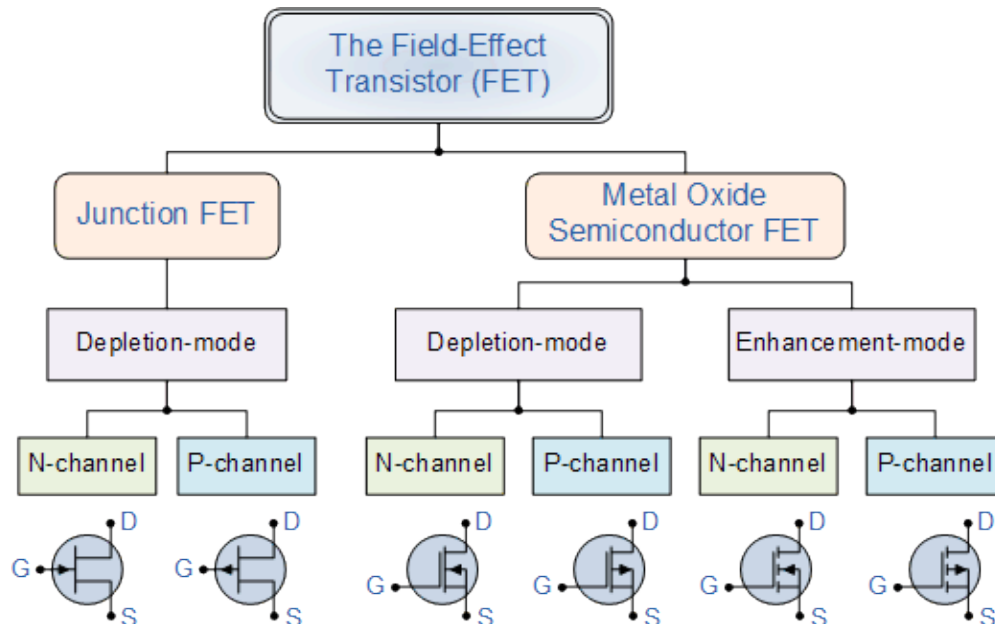 The Field-Effect
Transistor (FET)
Junction FET
Metal Oxide
Semiconductor FET
Depletion-mode
Depletion-mode
Enhancement-mode
N-channel
P-channel
N-channel
P-channel
N-channel
P-channel
D
D
D
D
D
D
G
G
G
G
G
G
S
S
S
S
S
S